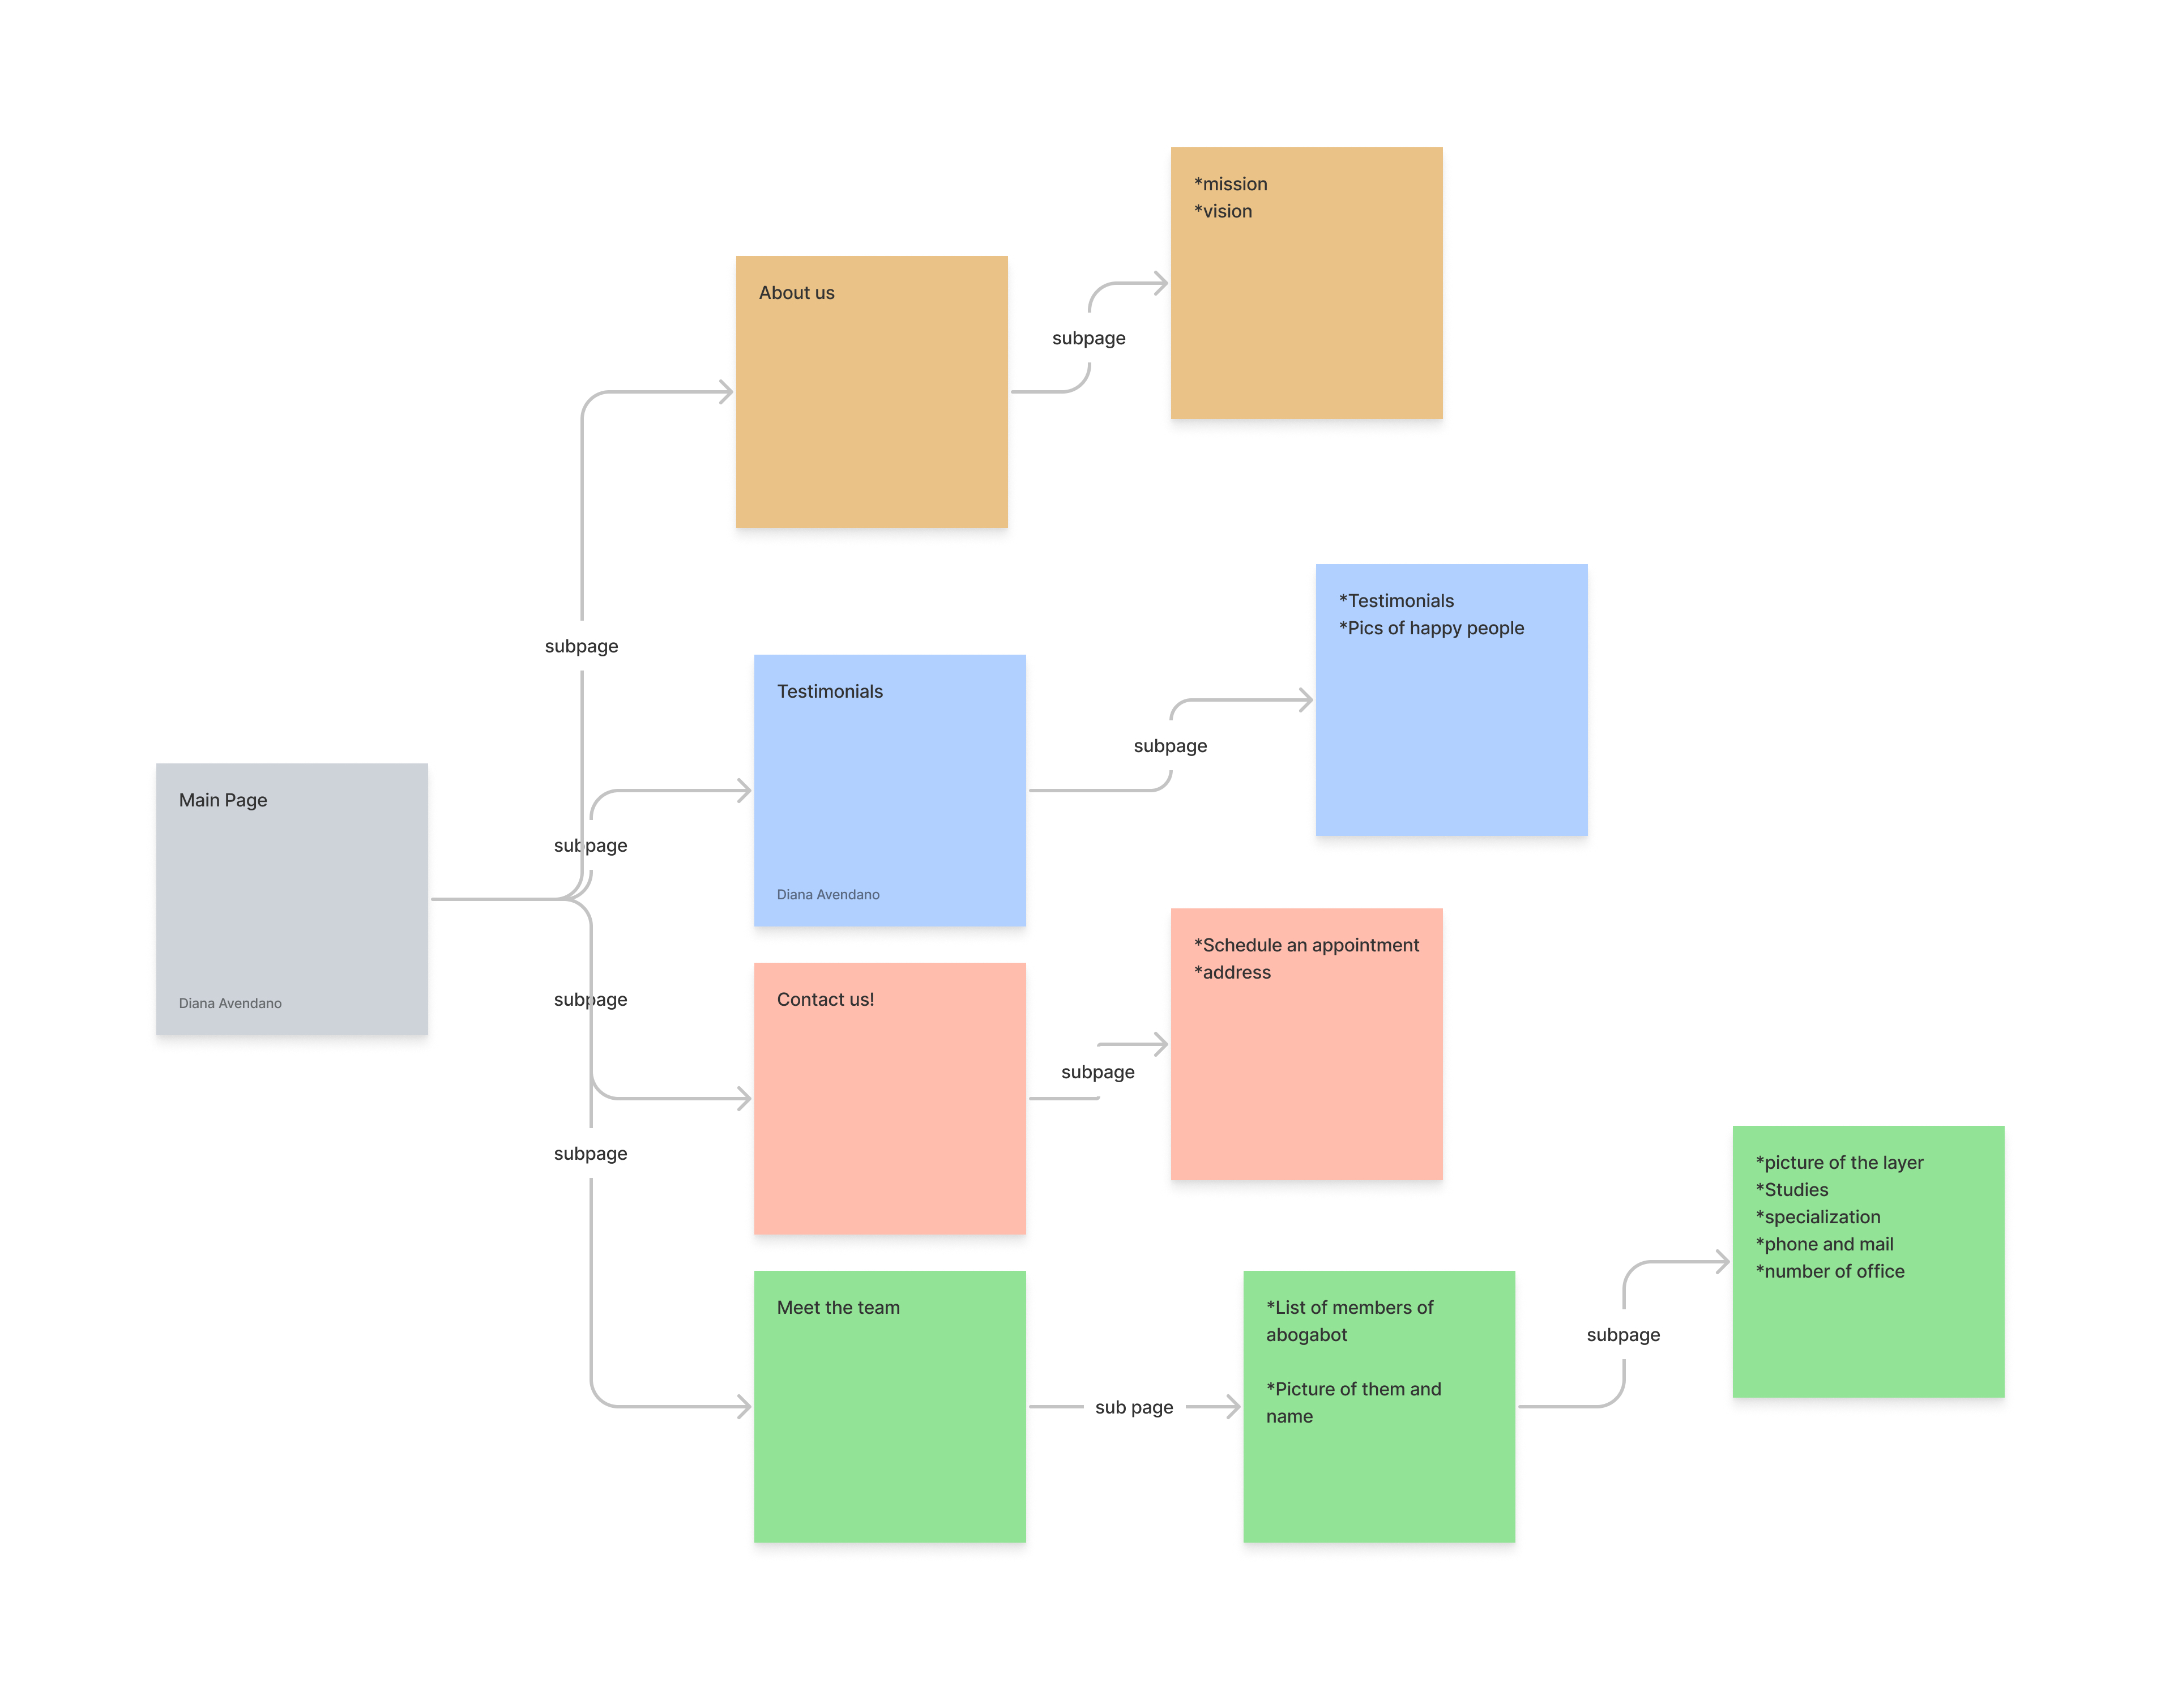 *mission
*vision
About us
subpage
*Testimonials
*Pics of happy people
subpage
Testimonials
subpage
Main Page
subpage
Diana Avendano
*Schedule an appointment
*address
subpage
Contact us!
Diana Avendano
subpage
subpage
*picture of the layer
*Studies
*specialization
*phone and mail
*number of office
Meet the team
*List of members of
abogabot
*Picture of them and
name
subpage
sub page